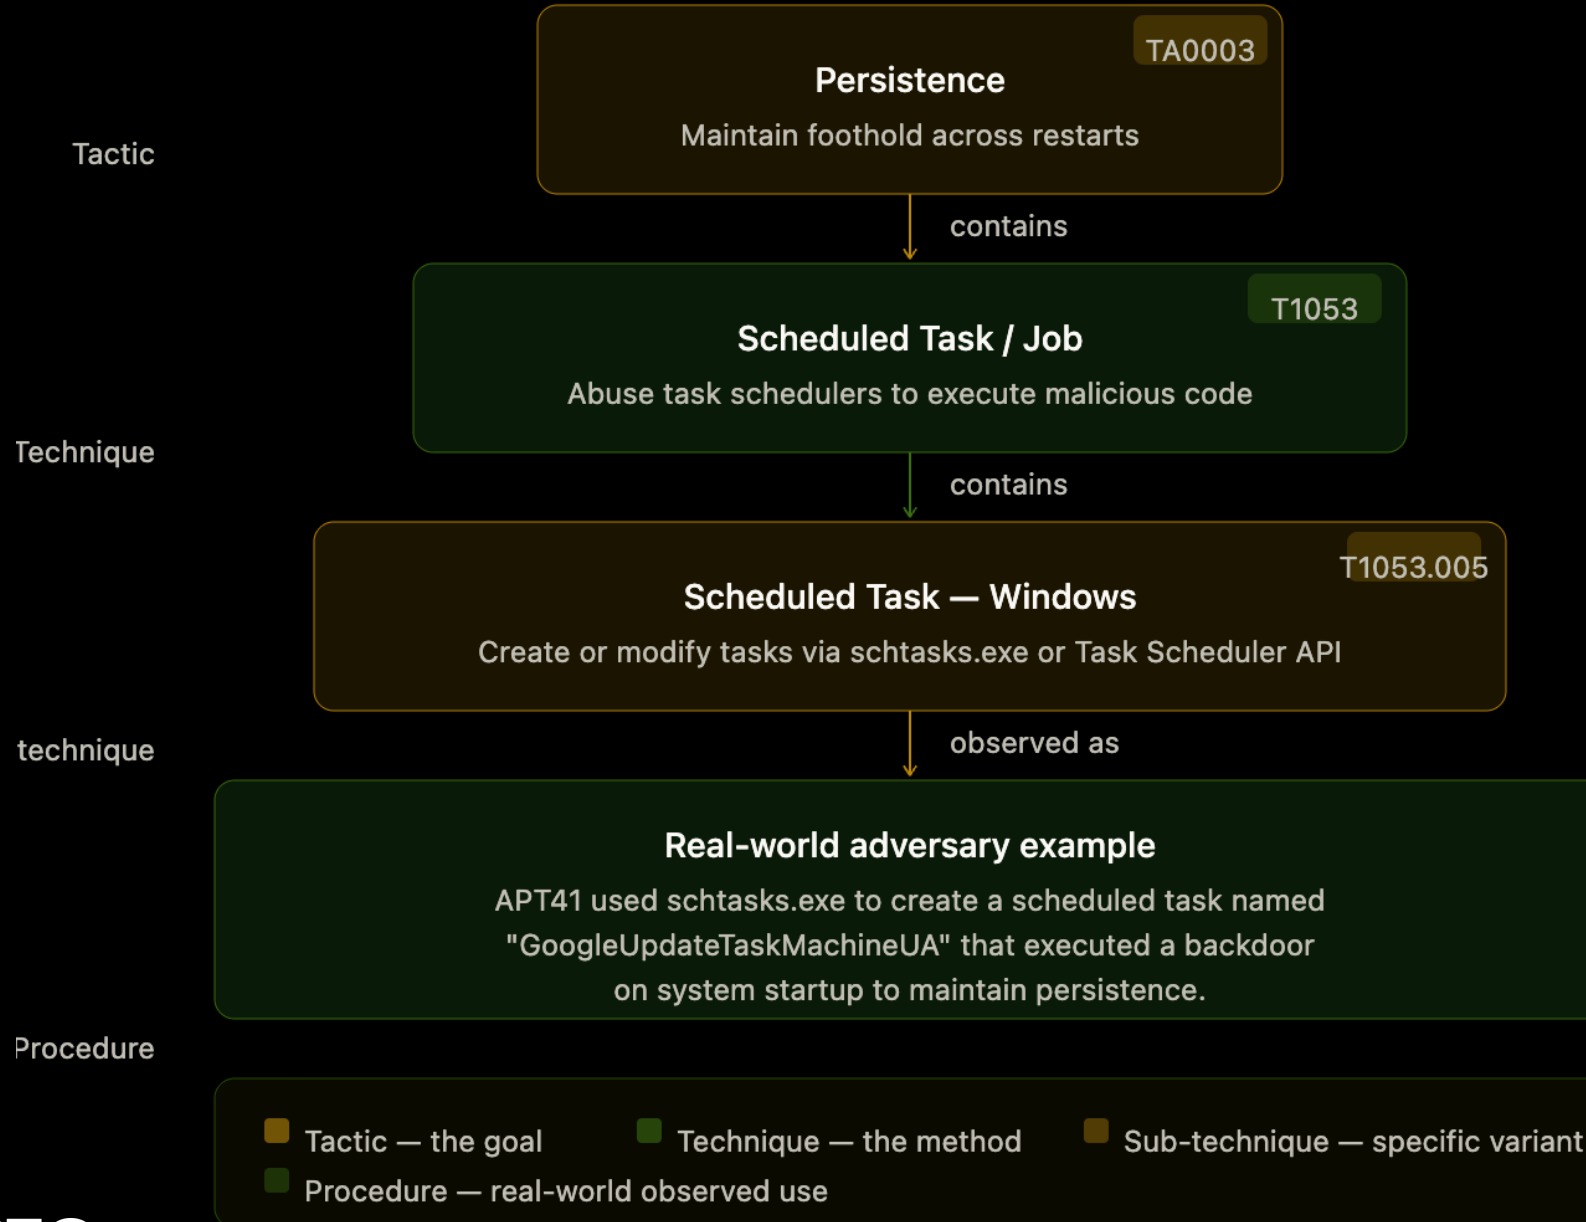 TA0003
Persistence
Maintain foothold across restarts
Tactic
contains
T1053
Scheduled Task / Job
Abuse task schedulers to execute malicious code
Technique
contains
T1053.005
Scheduled Task — Windows
Create or modify tasks via schtasks.exe or Task Scheduler API
technique
observed as
Real-world adversary example
APT41 used schtasks.exe to create a scheduled task named
"GoogleUpdateTaskMachineUA" that executed a backdoor
on system startup to maintain persistence.
Procedure
Tactic — the goal
Technique — the method
Sub-technique — specific variant
Procedure — real-world observed use